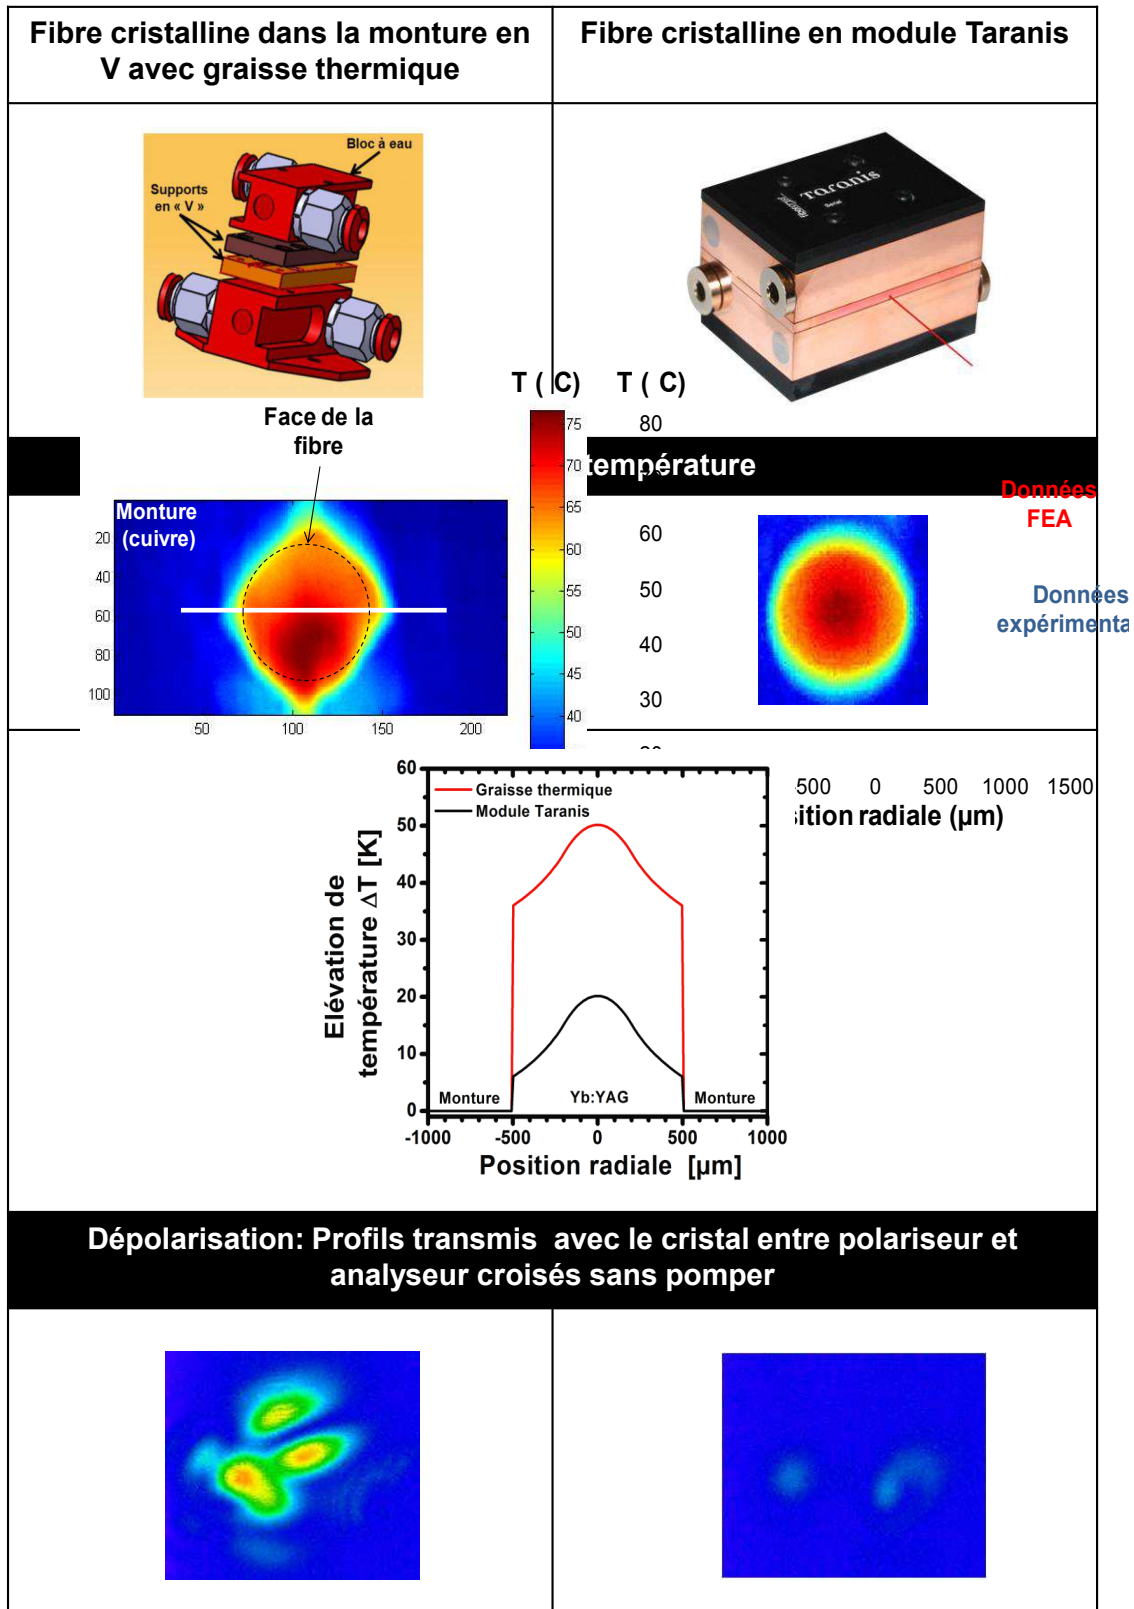 Fibre cristalline dans la monture en
V avec graisse thermique
Fibre cristalline en module Taranis
Bloc à eau
Supports
en « V »
Taranis
T ( C)
T ( C)
Face de la
fibre
température
Monture
(cuivre)
20
40
60
80
100
50
100
150
200
75
70
65
60
55
50
45
40
80
60
50
40
30
Données
FEA
Données
expérimenta
-500 0 500 1000 1500
sition radiale (µm)
Graisse thermique
Module Taranis
Elévation de
température ΔT [K]
60
50
40
30
20
10
0
Monture
Yb:YAG
Monture
-1000 -500 0 500 1000
Position radiale [µm]
Dépolarisation: Profils transmis avec le cristal entre polariseur et
analyseur croisés sans pomper